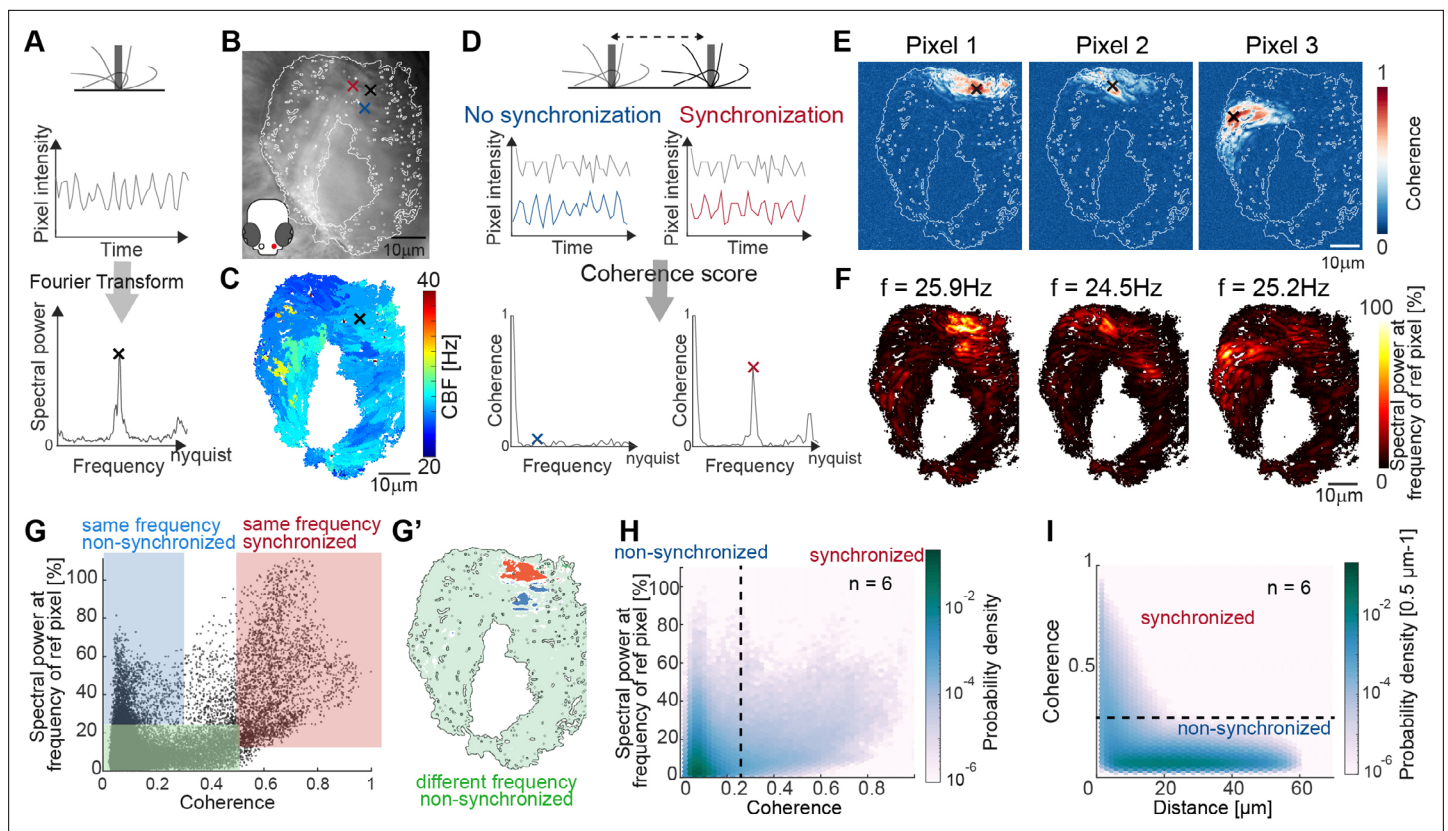 A
Pixel intensity
Time
Fourier Transform
Spectral power
0
Frequency
nyquist
B
10μm
C
40
CBF [Hz]
20
10μm
D
No synchronization
Synchronization
Pixel
intensity
Pixel
intensity
Time
Time
Coherence score
1
Coherence
0
Frequency
nyquist
1
Coherence
0
Frequency
nyquist
E
Pixel 1
Pixel 2
Pixel 3
1
Coherence
0
10μm
F
f = 25.9Hz
f = 24.5Hz
f = 25.2Hz
100
Spectral power at
frequency of ref pixel [%]
0
10μm
G
same frequency
non-synchronized
same frequency
synchronized
Spectral power at
frequency of ref pixel [%]
100
80
60
40
20
0
0
0.2
0.4
0.6
0.8
1
Coherence
G’
different frequency
non-synchronized
H
non-synchronized
synchronized
n = 6
Spectral power at
frequency of ref pixel [%]
100
80
60
40
20
0
0
0.2
0.4
0.6
0.8
Coherence
10-2
10-4
10-6
Probability density
I
n = 6
synchronized
non-synchronized
Coherence
1
0.5
0
0
20
40
60
Distance [μm]
10-2
10-4
10-6
Probability density [0.5 μm-1]